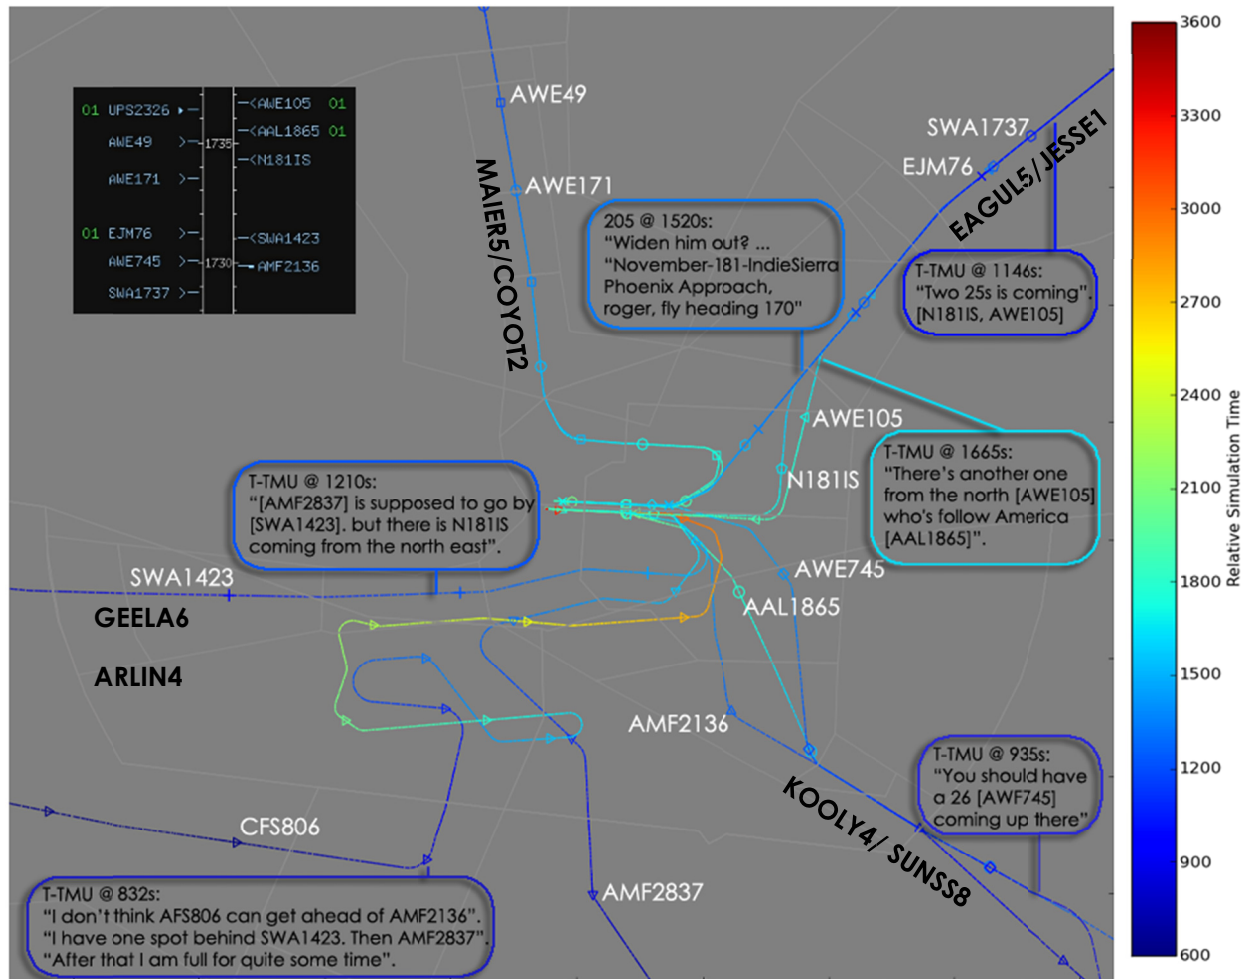 AWE49
AWE171
MAIER5/COYOT2
SWA1737
EJM76
EAGUL5/JESSE1
01 UPS2326
AWE49
AWE171
01 EJM76
AWE745
SWA1737
1735
1730
<AWE105 01
<AAL1865 01
<N181IS
<SWA1423
AMF2136
205 @ 1520s:
“Widen him out? ...
“November-181-IndieSierra
Phoenix Approach,
roger, fly heading 170”
T-TMU @ 1146s:
“Two 25s is coming”.
[N181IS, AWE105]
AWE105
N181IS
T-TMU @ 1665s:
“There’s another one
from the north [AWE105]
who's follow America
[AAL1865]”.
T-TMU @ 1210s:
“[AMF2837] is supposed to go by
[SWA1423]. but there is N181IS
coming from the north east”.
SWA1423
GEELA6
ARLIN4
AWE745
AAL1865
AMF2136
KOOLY4/ SUNSS8
T-TMU @ 935s:
“You should have
a 26 [AWF745]
coming up there”
CFS806
AMF2837
T-TMU @ 832s:
“I don’t think AFS806 can get ahead of AMF2136”.
“I have one spot behind SWA1423. Then AMF2837”.
“After that I am full for quite some time”.
3600
3300
3000
2700
2400
2100
1800
1500
1200
900
600
Relative Simulation Time